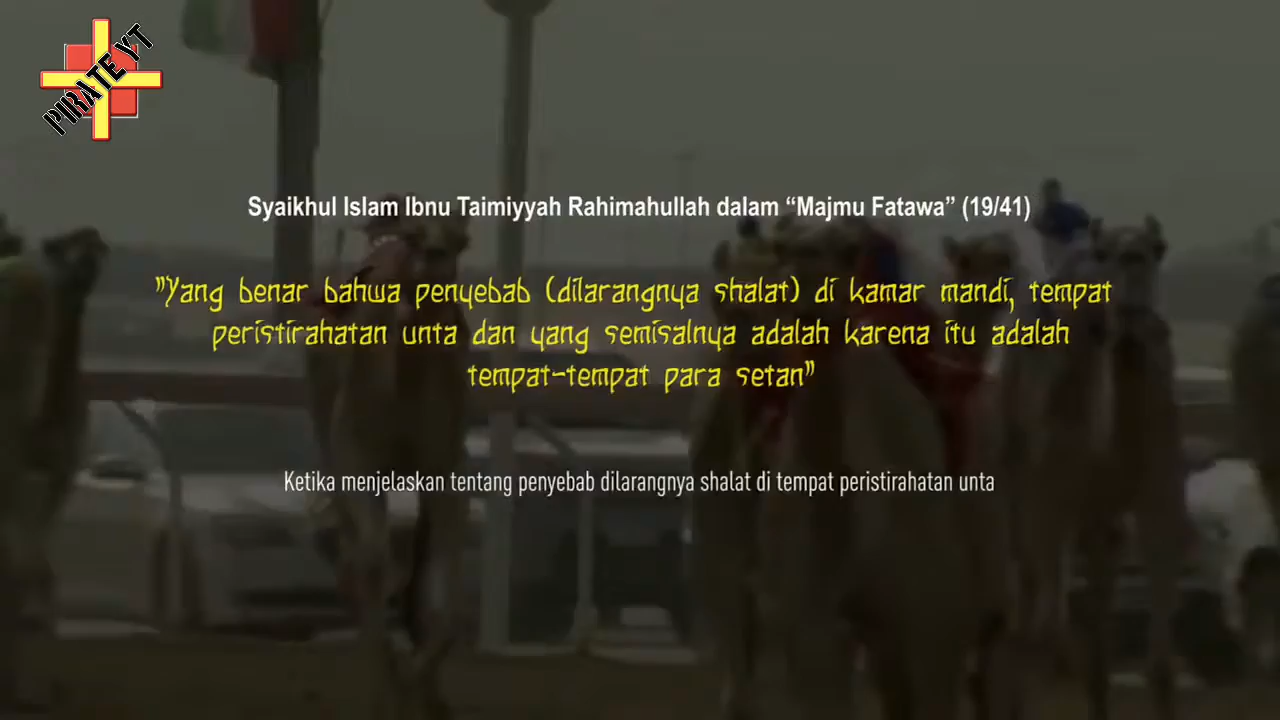 PIRATE YT
Syaikhul Islam Ibnu Taimiyyah Rahimahullah dalam “Majmu Fatawa” (19/41)
"Yang benar bahwa penyebab (dilarangnya shalat) di kamar mandi, tempat
peristirahatan unta dan yang semisalnya adalah karena itu adalah
tempat-tempat para setan"
Ketika menjelaskan tentang penyebab dilarangnya shalat di tempat peristirahatan unta